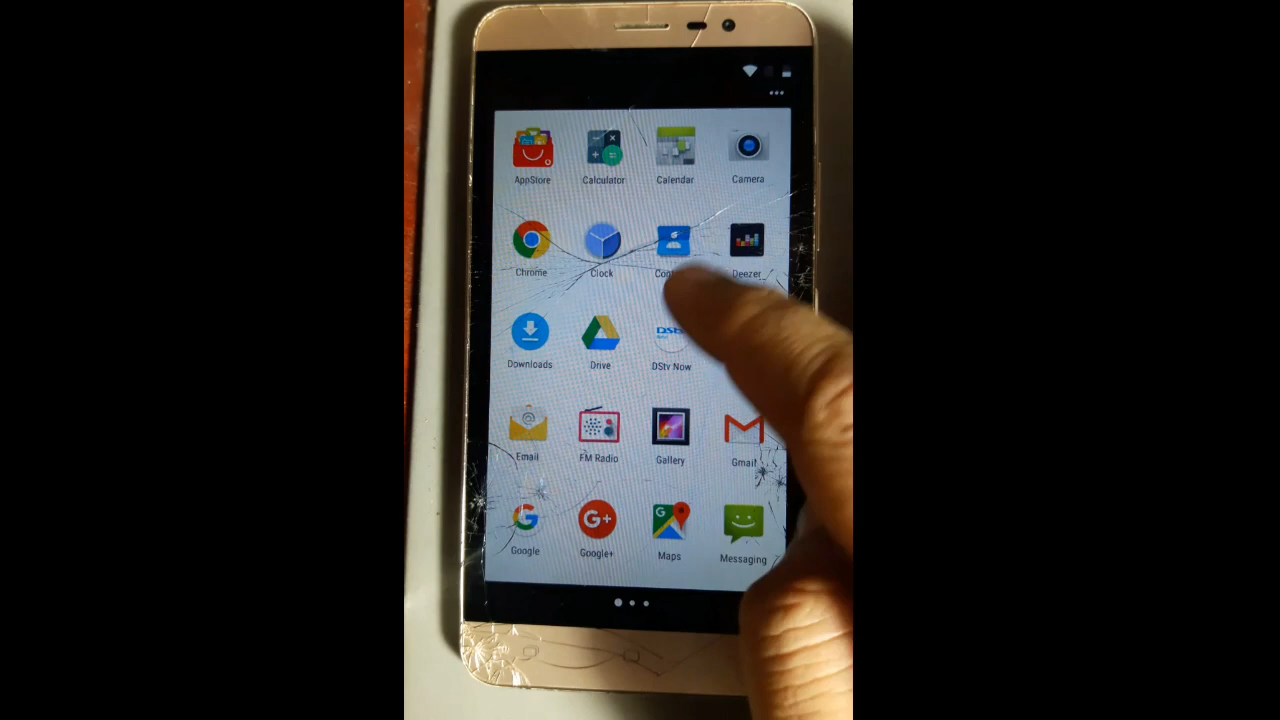 AppStore Calculator Calendar Camera
Chrome Clock Deezer
DStv
Downloads Drive DStv Now
Email FM Radio Gallery Gmail
G G+ G
Google Google+ Maps Messaging